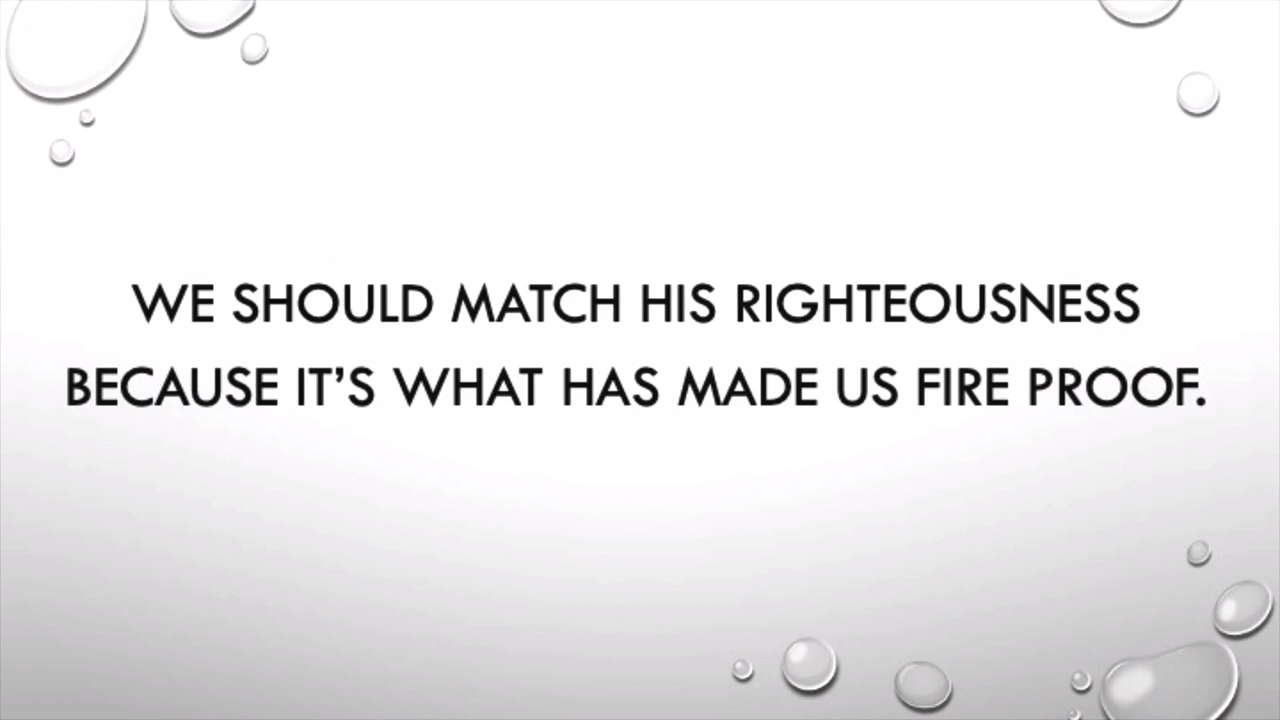 WE SHOULD MATCH HIS RIGHTEOUSNESS
BECAUSE IT’S WHAT HAS MADE US FIRE PROOF.